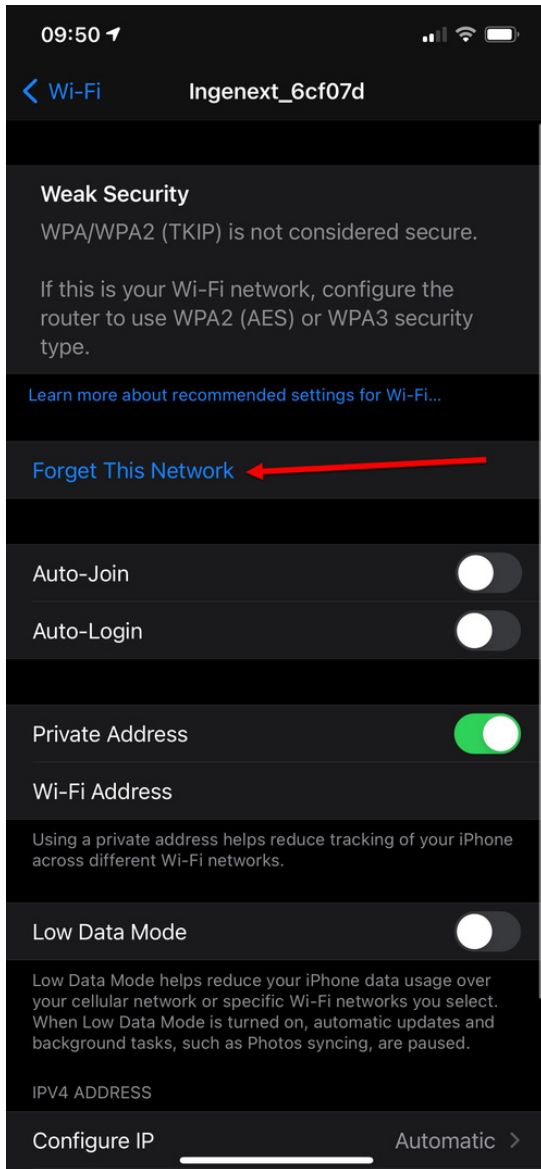 09:50
Wi-Fi
Ingenext_6cf07d
Weak Security
WPA/WPA2 (TKIP) is not considered secure.
If this is your Wi-Fi network, configure the
router to use WPA2 (AES) or WPA3 security
type.
Learn more about recommended settings for Wi-Fi...
Forget This Network
Auto-Join
Auto-Login
Private Address
Wi-Fi Address
Using a private address helps reduce tracking of your iPhone
across different Wi-Fi networks.
Low Data Mode
Low Data Mode helps reduce your iPhone data usage over
your cellular network or specific Wi-Fi networks you select.
When Low Data Mode is turned on, automatic updates and
background tasks, such as Photos syncing, are paused.
IPV4 ADDRESS
Configure IP
Automatic